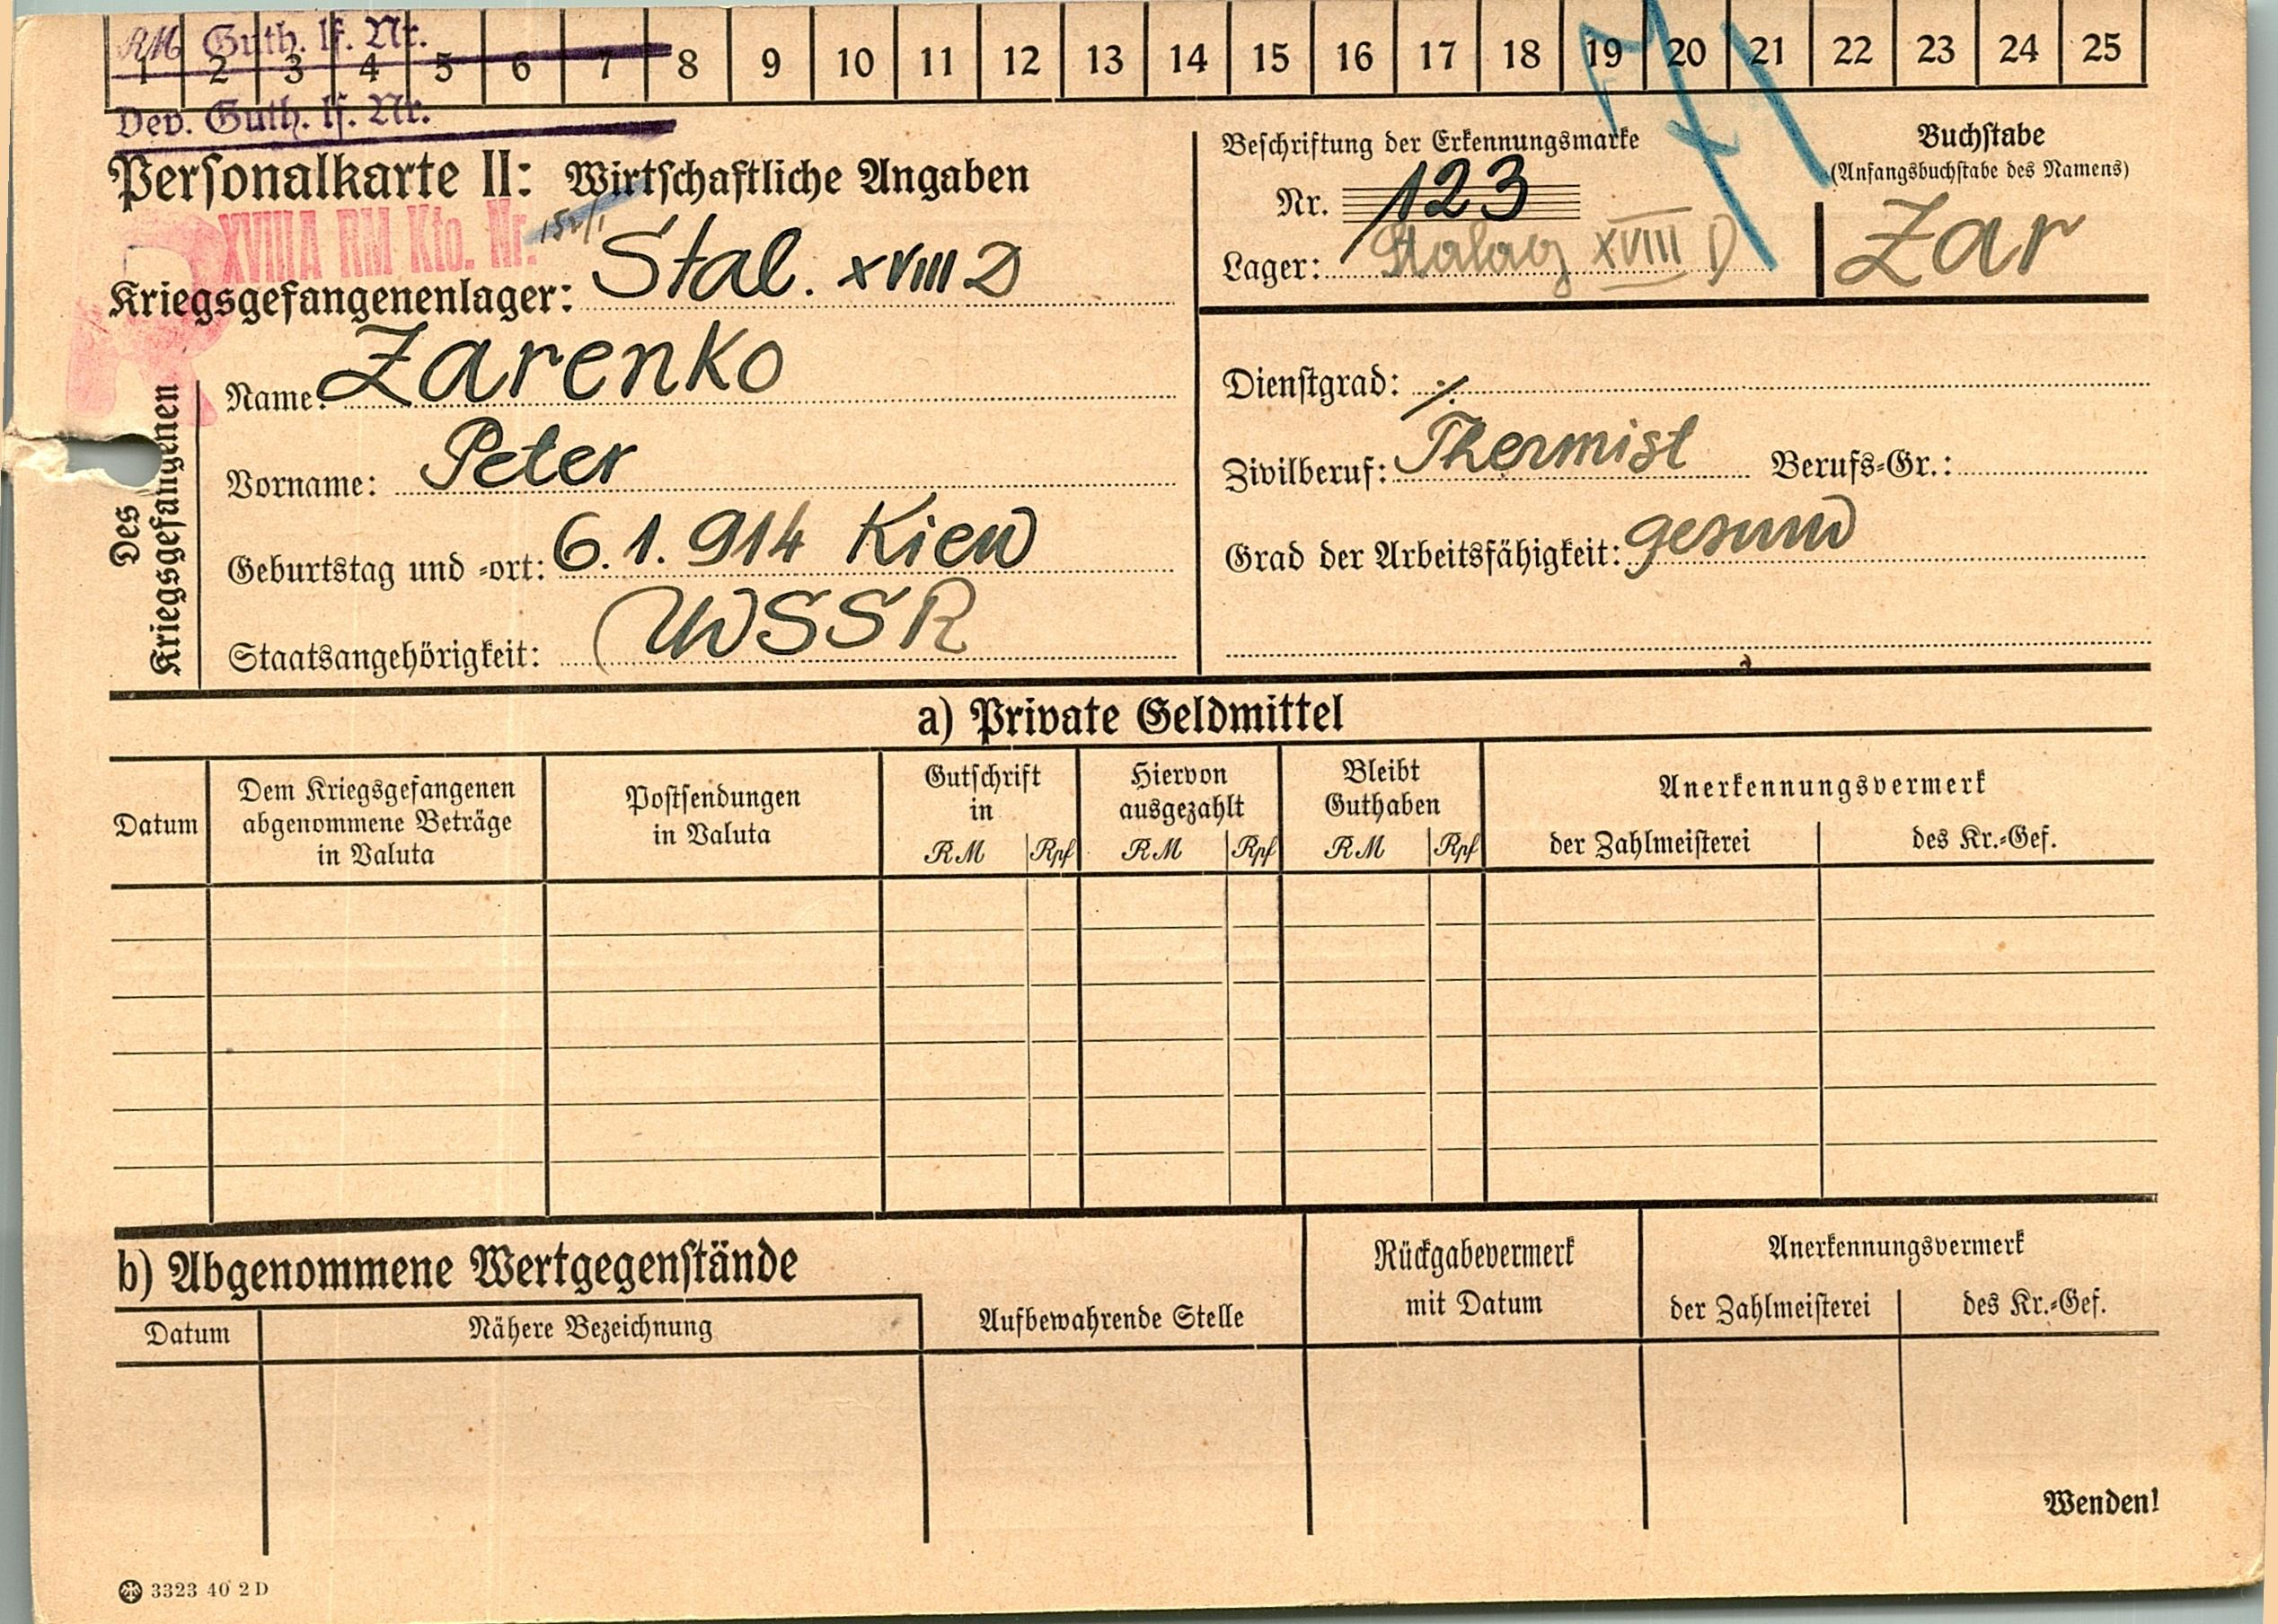 RM Guth. lf. Nr.
1 2 3 4 5 6 7 8 9 10 11 12 13 14 15 16 17 18 19 20 21 22 23 24 25
Dev. Guth. lf. Nr.
Personalkarte II: Wirtschaftliche Angaben
XVIII A RM Kto. Nr.
R
Kriegsgefangenenlager: Stal. XVIII D
Beschriftung der Erkennungsmarke
Nr. 123
Lager: Stalag XVIII D
Buchstabe
(Anfangsbuchstabe des Namens)
Zar
Des
Kriegsgefangenen
Name: Zarenko
Vorname: Peter
Geburtstag und -ort: 6.1.914 Kiew
Staatsangehörigkeit: UWSSR
Dienstgrad: ./.
Zivilberuf: Thermist Berufs-Gr.:
Grad der Arbeitsfähigkeit: gesund
a) Private Geldmittel
Datum
Dem Kriegsgefangenen
abgenommene Beträge
in Valuta
Postsendungen
in Valuta
Gutschrift
in
RM Rpf
Hiervon
ausgezahlt
RM Rpf
Bleibt
Guthaben
RM Rpf
Anerkennungsvermerk
der Zahlmeisterei des Kr.-Gef.
b) Abgenommene Wertgegenstände
Datum Nähere Bezeichnung
Aufbewahrende Stelle
Rückgabevermerk
mit Datum
Anerkennungsvermerk
der Zahlmeisterei des Kr.-Gef.
Wenden!
3323 40 2 D